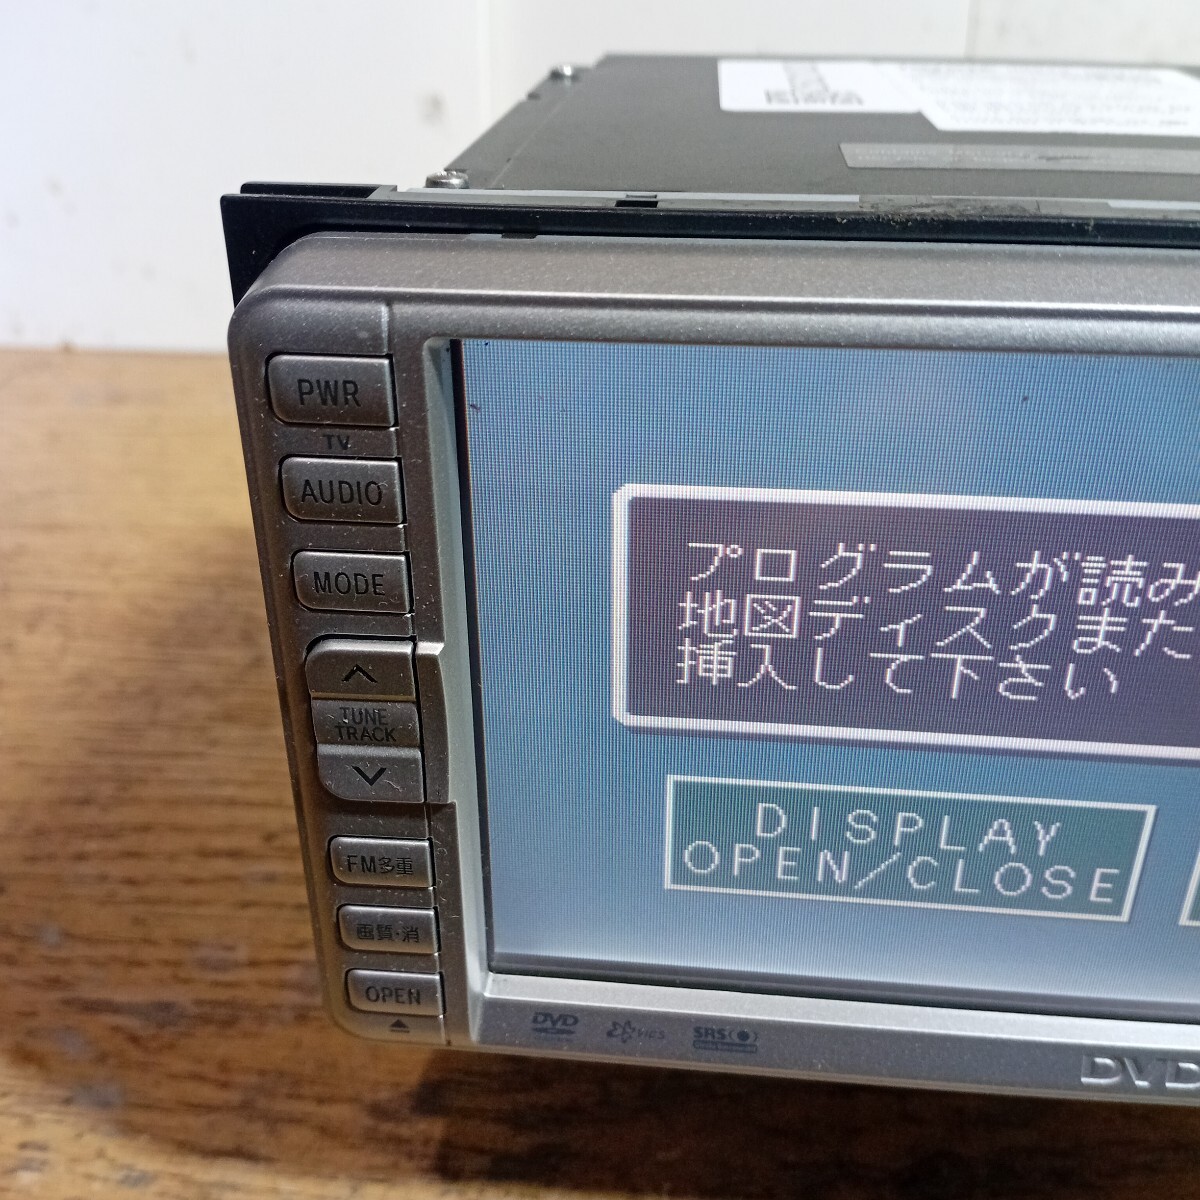 PWR
TV
AUDIO
MODE
TUNE
TRACK
FM多重
画質・消
OPEN
プログラムが読み
地図ディスクまた
挿入して下さい
DISPLAY
OPEN/CLOSE
DVD
VICS
SRS
DVD